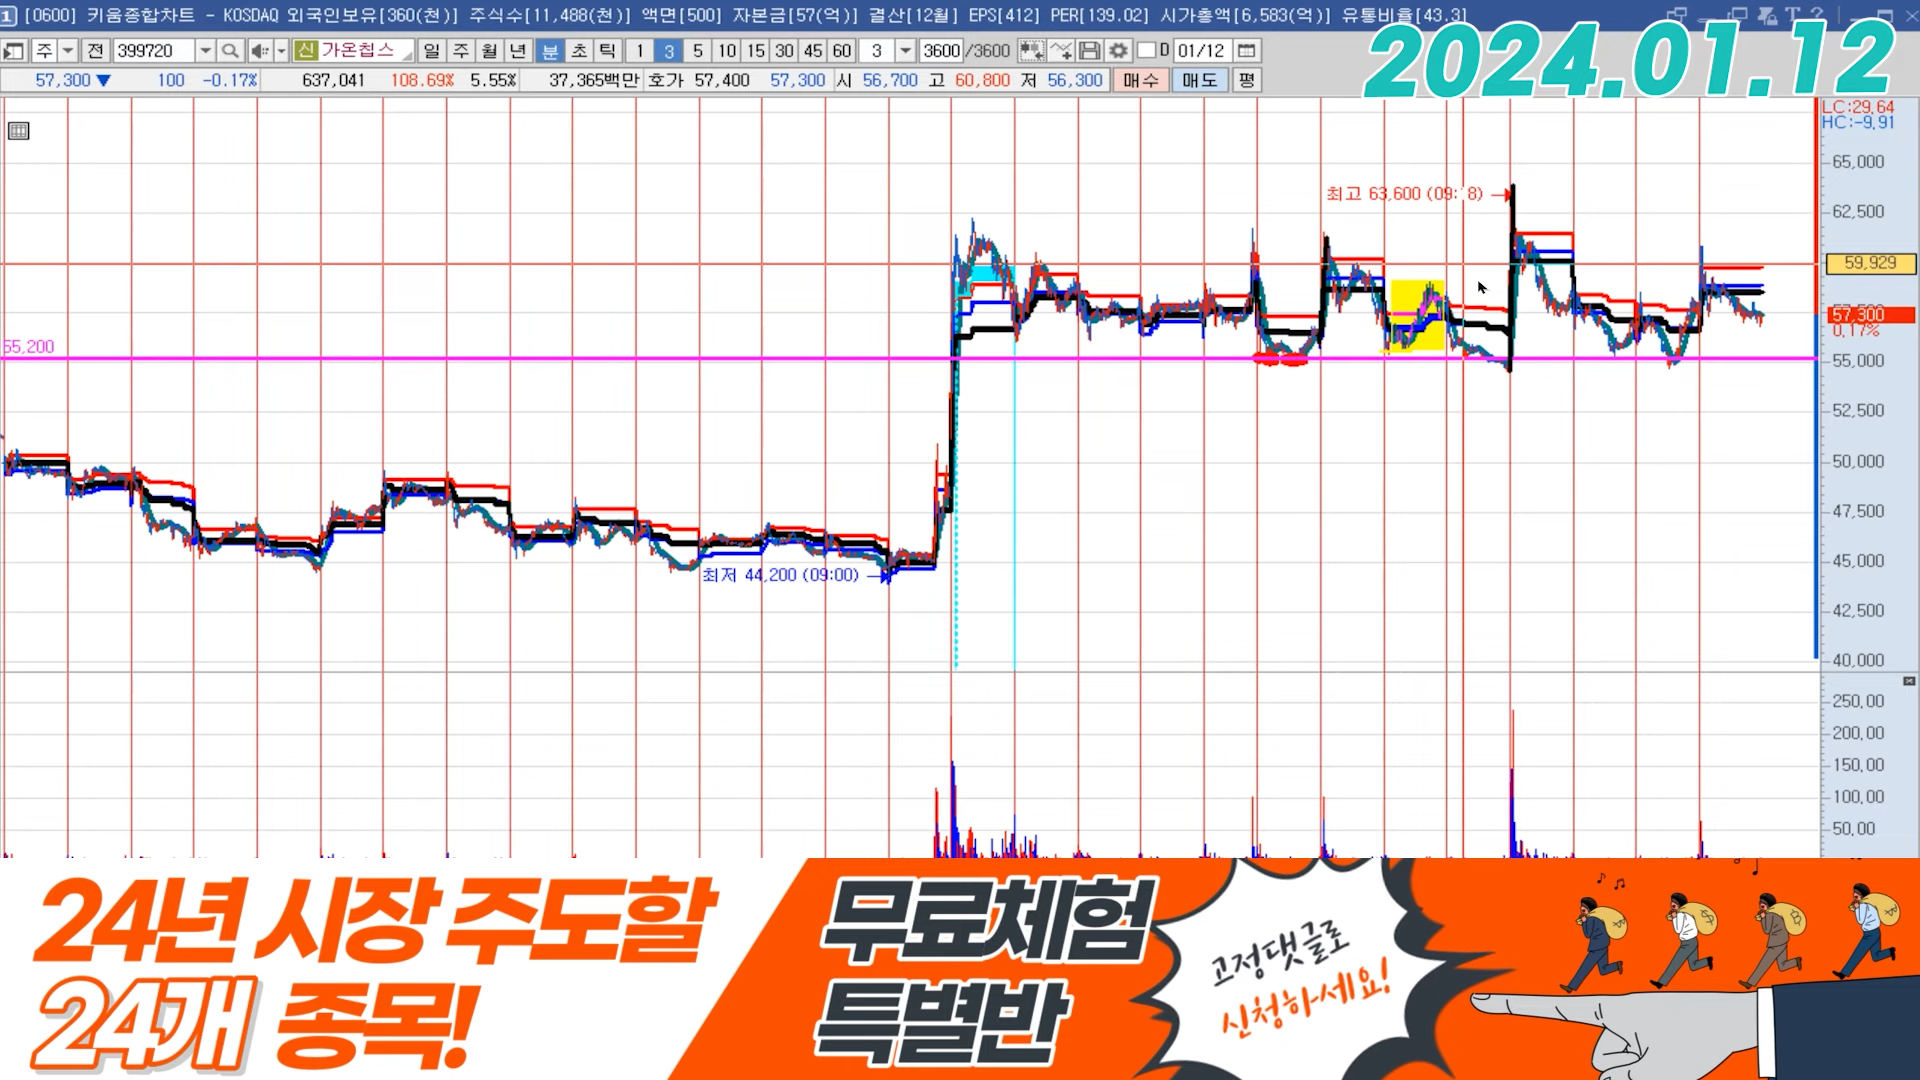 1 [0600] 키움종합차트 - KOSDAQ 외국인보유[360(천)] 주식수[11,488(천)] 액면[500] 자본금[57(억)] 결산[12월] EPS[412] PER[139.02] 시가총액[6,583(억)] 유통비율[43.3]
2024.01.12
주 전 399720 신 가온칩스 일 주 월 년 분 초 틱 1 3 5 10 15 30 45 60 3 3600 /3600 D 01/12
57,300 ▼ 100 -0.17% 637,041 108.69% 5.55% 37,365백만 호가 57,400 57,300 시 56,700 고 60,800 저 56,300 매수 매도 평
LC:29.64
HC:-9.91
65,000
최고 63,600
62,500
59,929
57,300
0.17%
55,200
55,000
52,500
50,000
47,500
45,000
최저 44,200 (09:00)
42,500
40,000
250,00
200,00
150,00
100,00
50,00
24년 시장 주도할
24개 종목!
무료체험
특별반
고정댓글로
신청하세요!